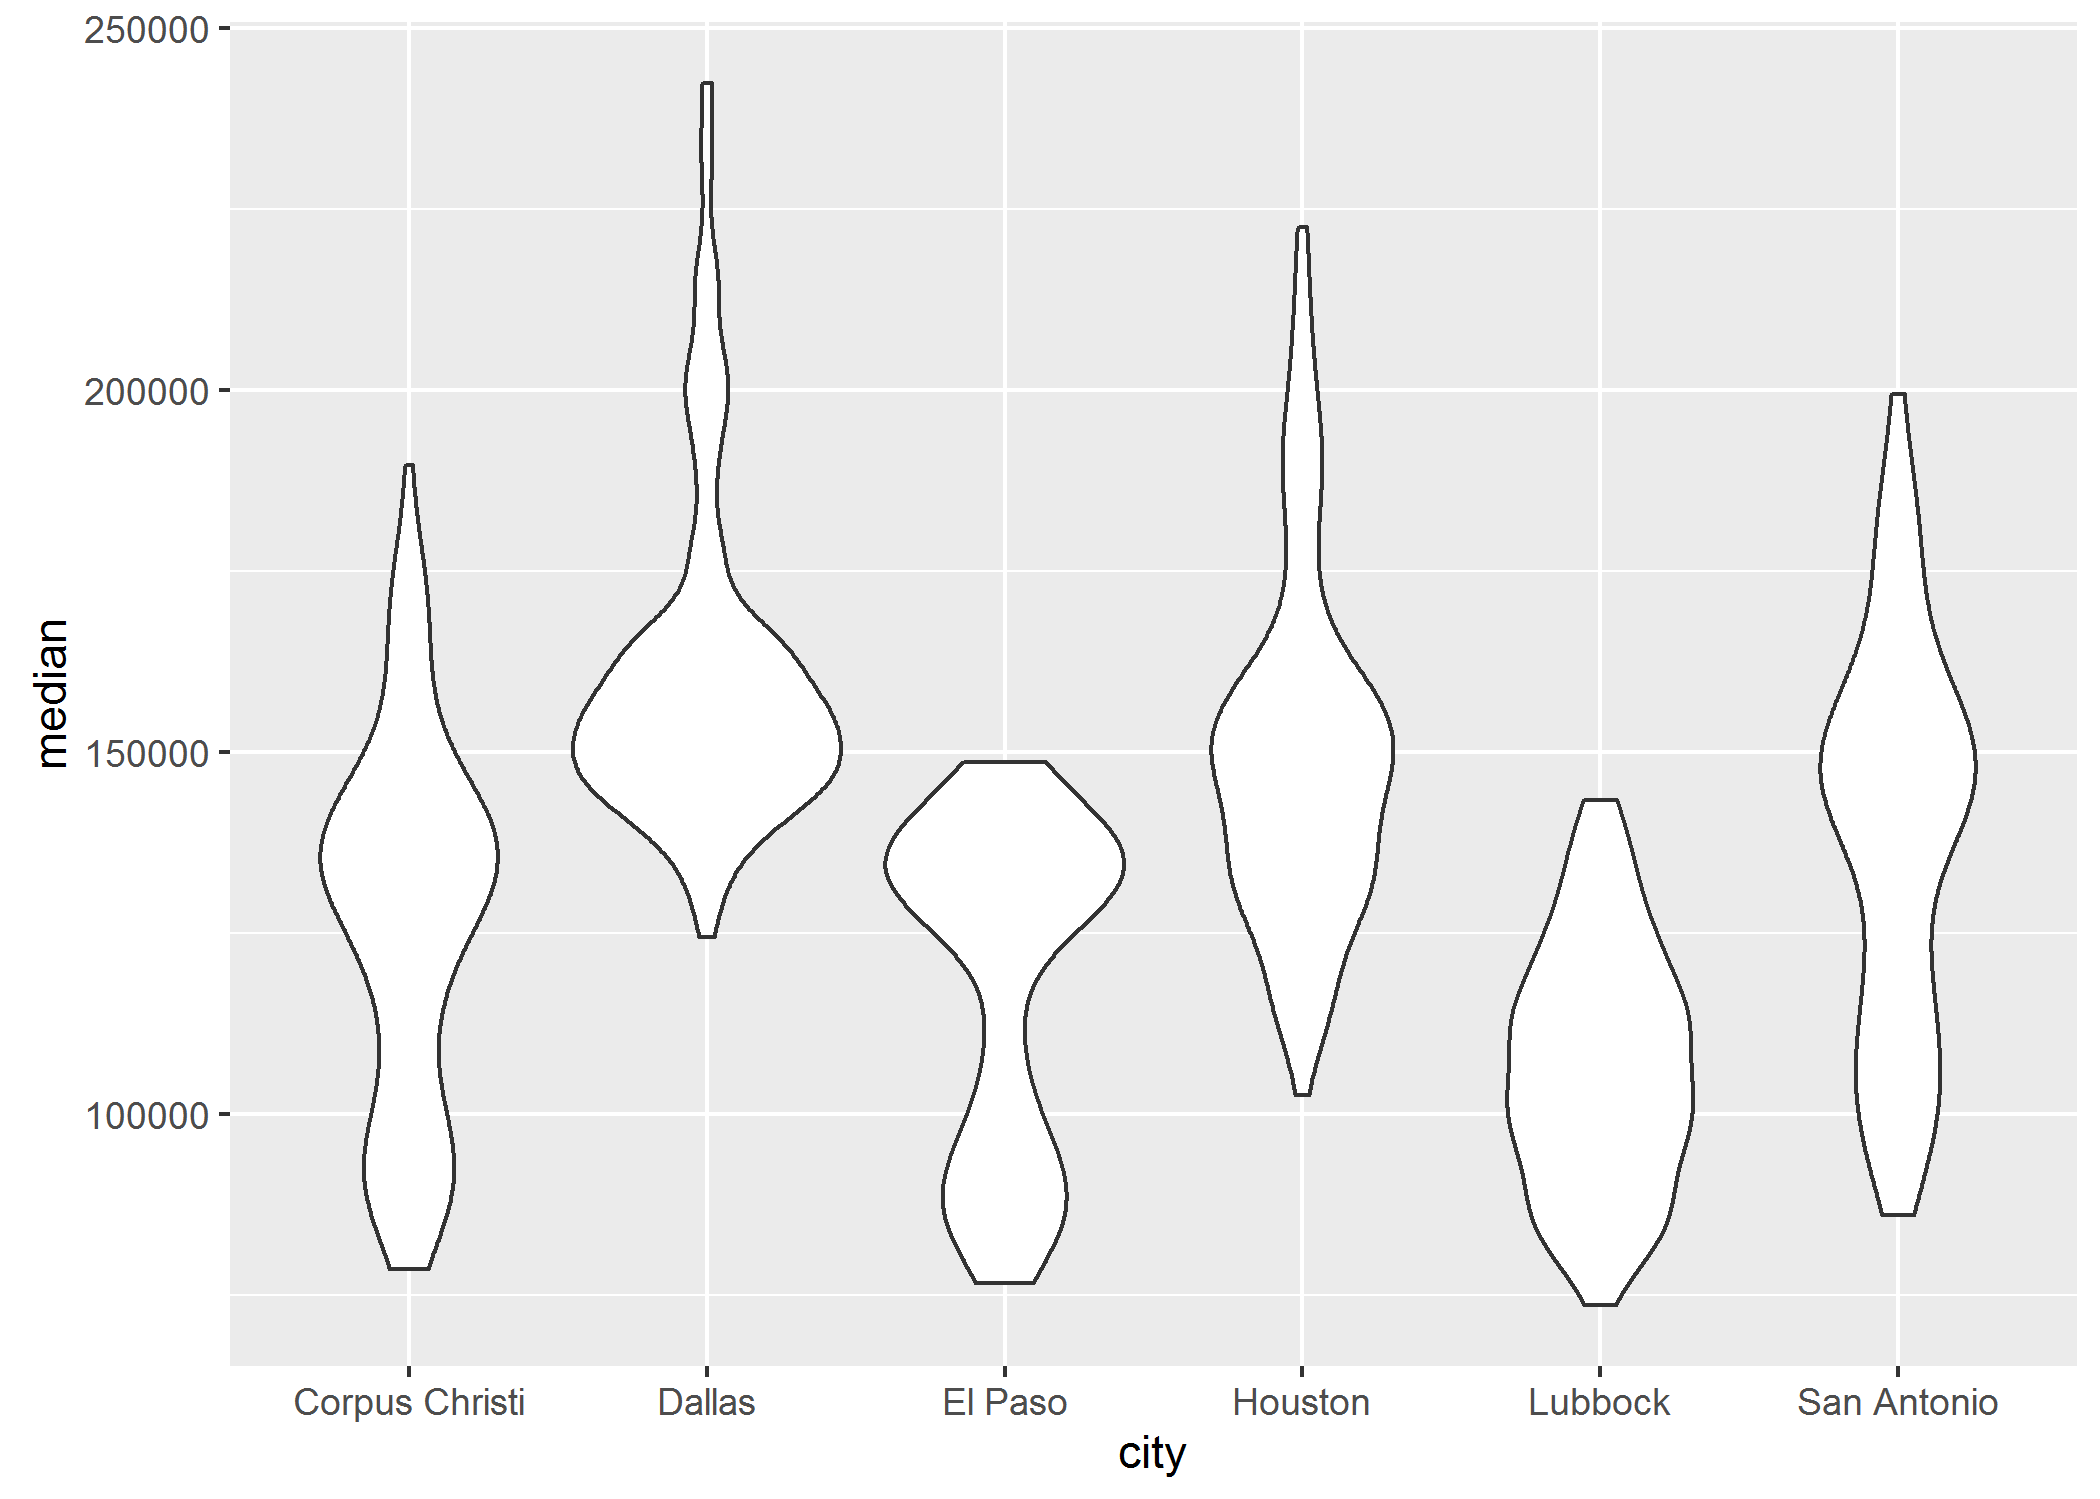 250000
200000
150000
100000
median
Corpus Christi Dallas El Paso Houston Lubbock San Antonio
city